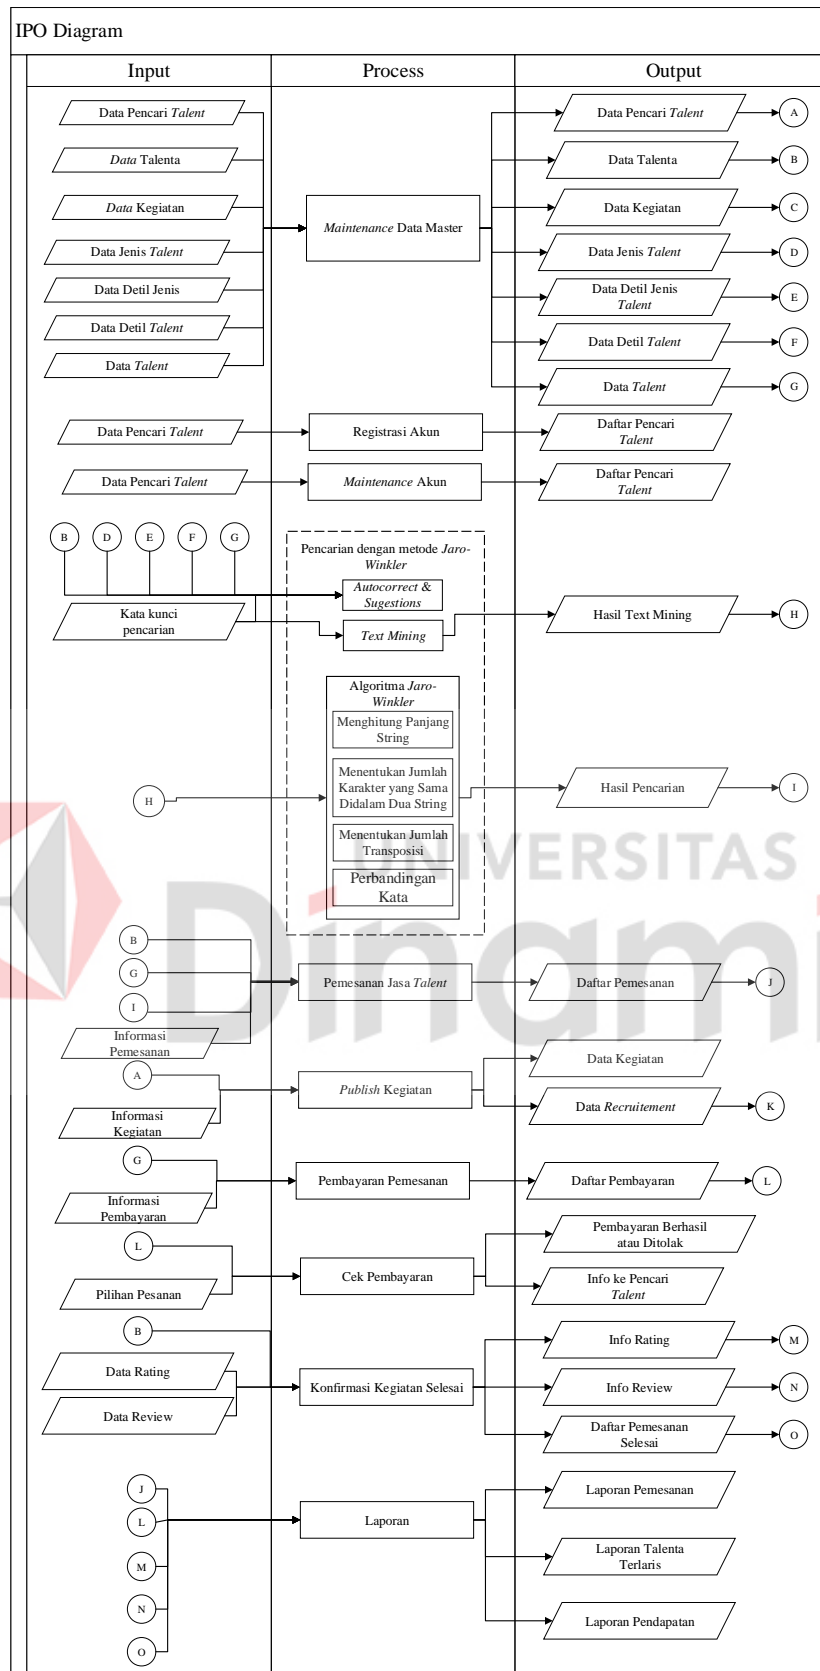 IPO Diagram
Input
Process
Output
Data Pencari Talent
Data Talenta
Data Kegiatan
Data Jenis Talent
Data Detil Jenis
Data Detil Talent
Data Talent
Maintenance Data Master
Data Pencari Talent
A
Data Talenta
B
Data Kegiatan
C
Data Jenis Talent
D
Data Detil Jenis
Talent
E
Data Detil Talent
F
Data Talent
G
Data Pencari Talent
Registrasi Akun
Daftar Pencari
Talent
Data Pencari Talent
Maintenance Akun
Daftar Pencari
Talent
B
D
E
F
G
Kata kunci
pencarian
Pencarian dengan metode Jaro-
Winkler
Autocorrect &
Sugestions
Text Mining
Hasil Text Mining
H
H
Algoritma Jaro-
Winkler
Menghitung Panjang
String
Menentukan Jumlah
Karakter yang Sama
Didalam Dua String
Menentukan Jumlah
Transposisi
Perbandingan
Kata
Hasil Pencarian
I
UNIVERSITAS
Dinami
B
G
I
Informasi
Pemesanan
Pemesanan Jasa Talent
Daftar Pemesanan
J
A
Informasi
Kegiatan
Publish Kegiatan
Data Kegiatan
Data Recruitement
K
G
Informasi
Pembayaran
Pembayaran Pemesanan
Daftar Pembayaran
L
L
Pilihan Pesanan
Cek Pembayaran
Pembayaran Berhasil
atau Ditolak
Info ke Pencari
Talent
B
Data Rating
Data Review
Konfirmasi Kegiatan Selesai
Info Rating
M
Info Review
N
Daftar Pemesanan
Selesai
O
J
L
M
N
O
Laporan
Laporan Pemesanan
Laporan Talenta
Terlaris
Laporan Pendapatan